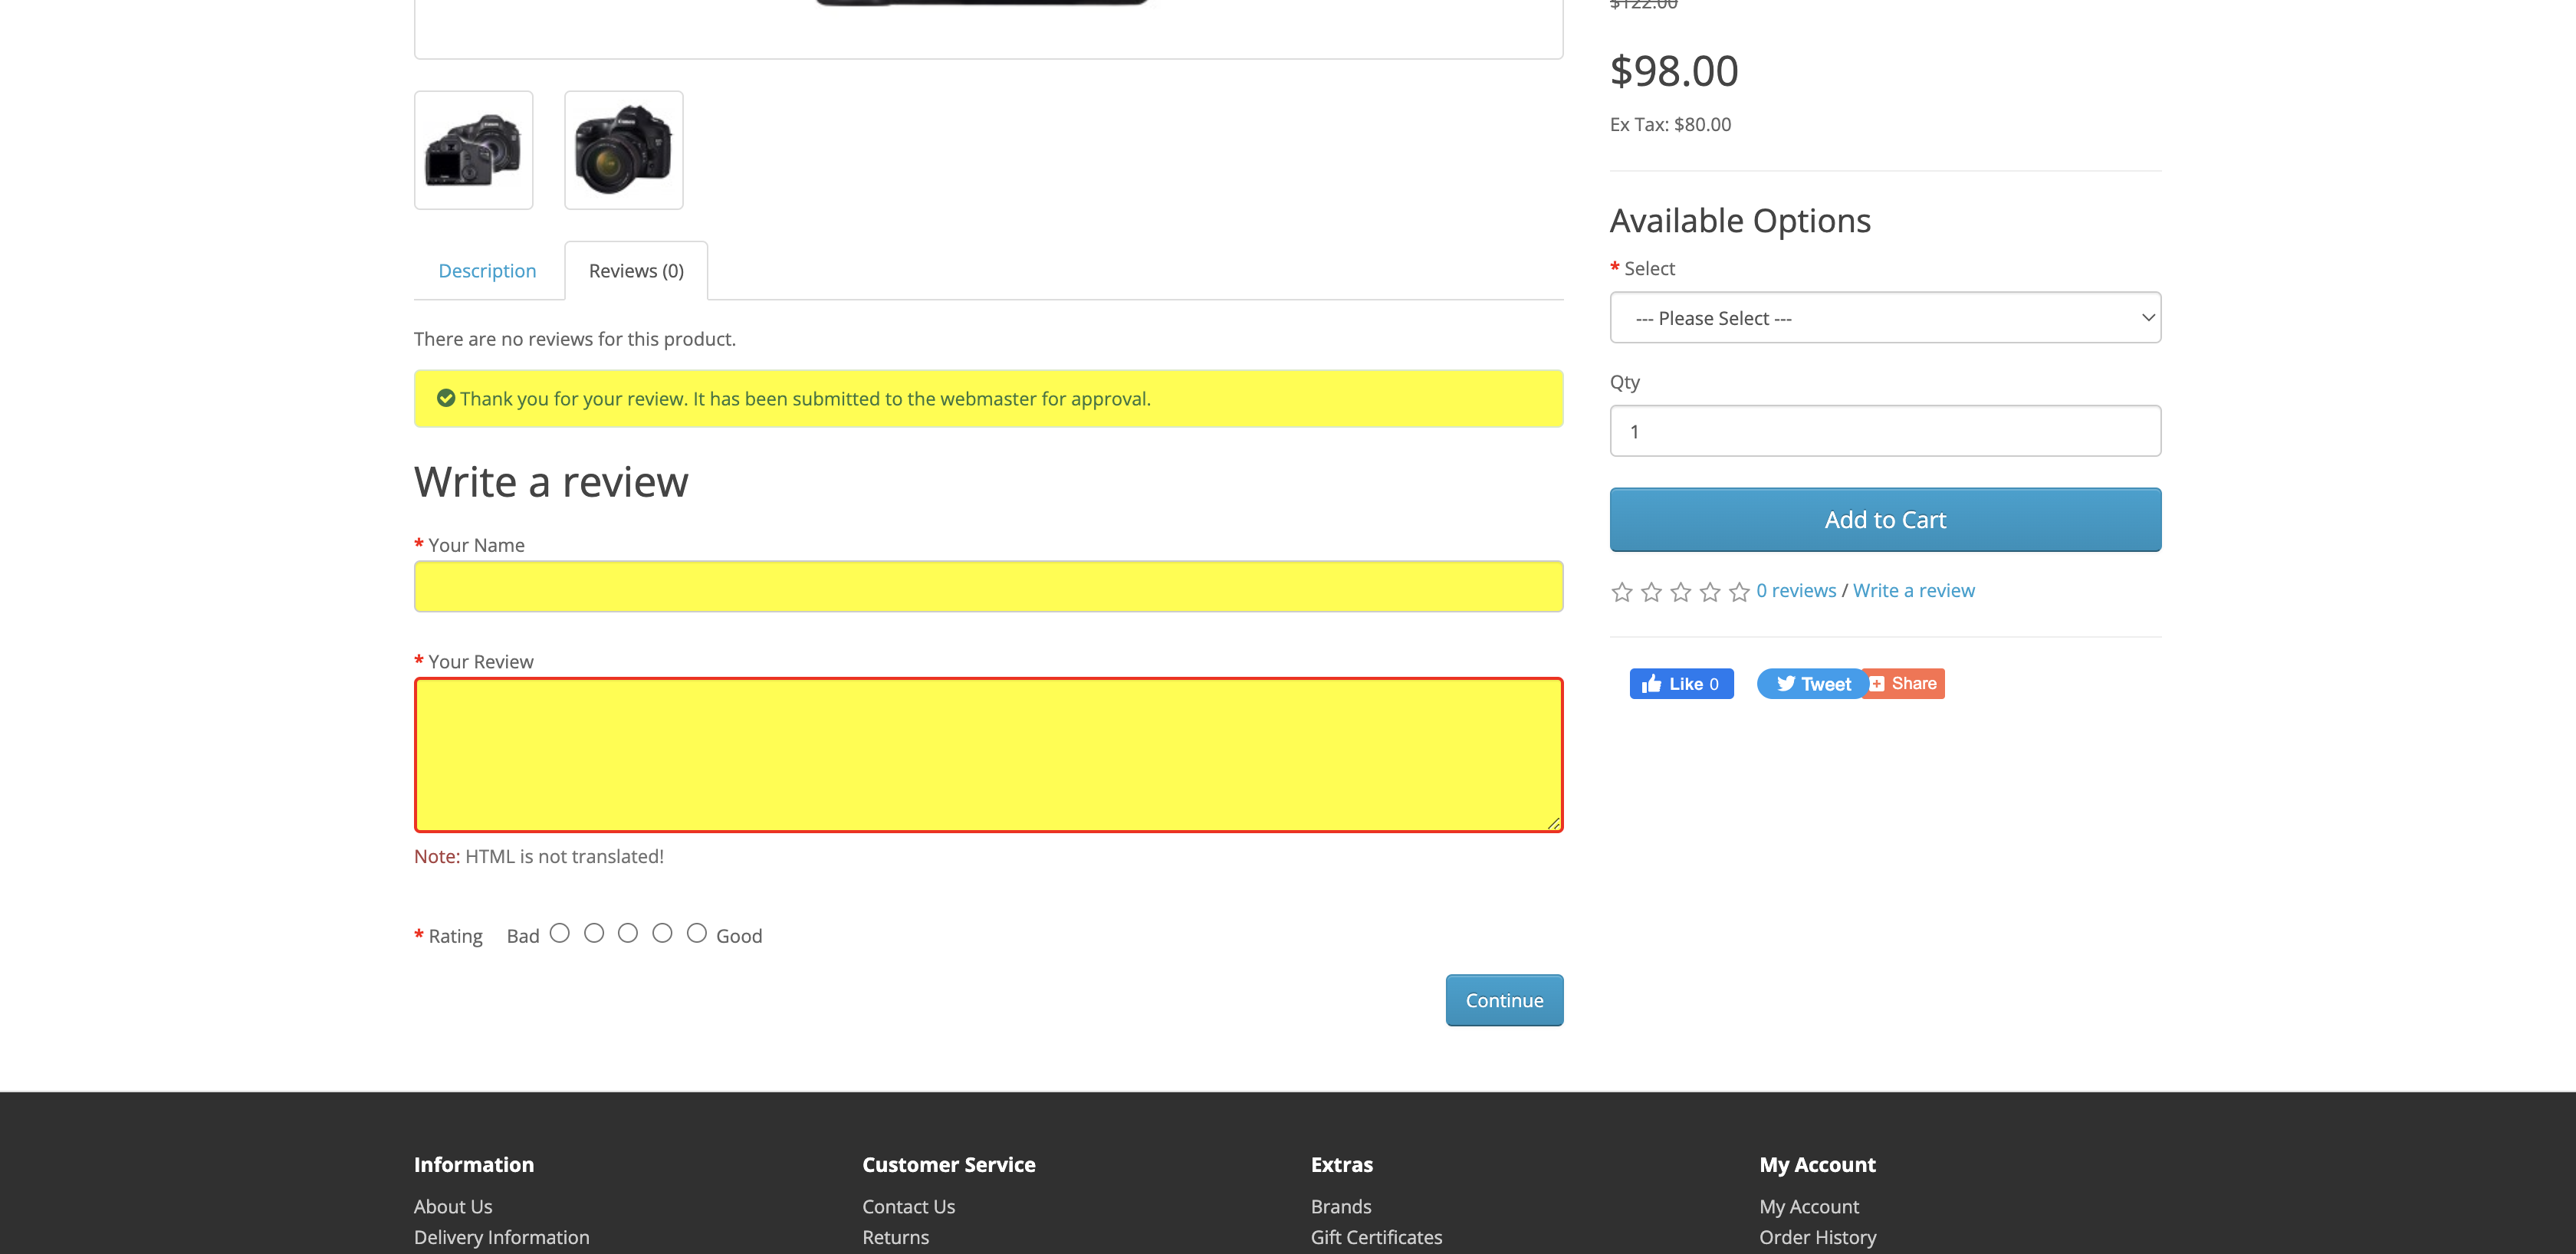 $122.00
$98.00
Ex Tax: $80.00
Available Options
* Select
--- Please Select ---
Qty
1
Add to Cart
0 reviews / Write a review
Like 0
Tweet
Share
Description
Reviews (0)
There are no reviews for this product.
Thank you for your review. It has been submitted to the webmaster for approval.
Write a review
* Your Name
* Your Review
Note: HTML is not translated!
* Rating Bad Good
Continue
Information
About Us
Delivery Information
Customer Service
Contact Us
Returns
Extras
Brands
Gift Certificates
My Account
My Account
Order History